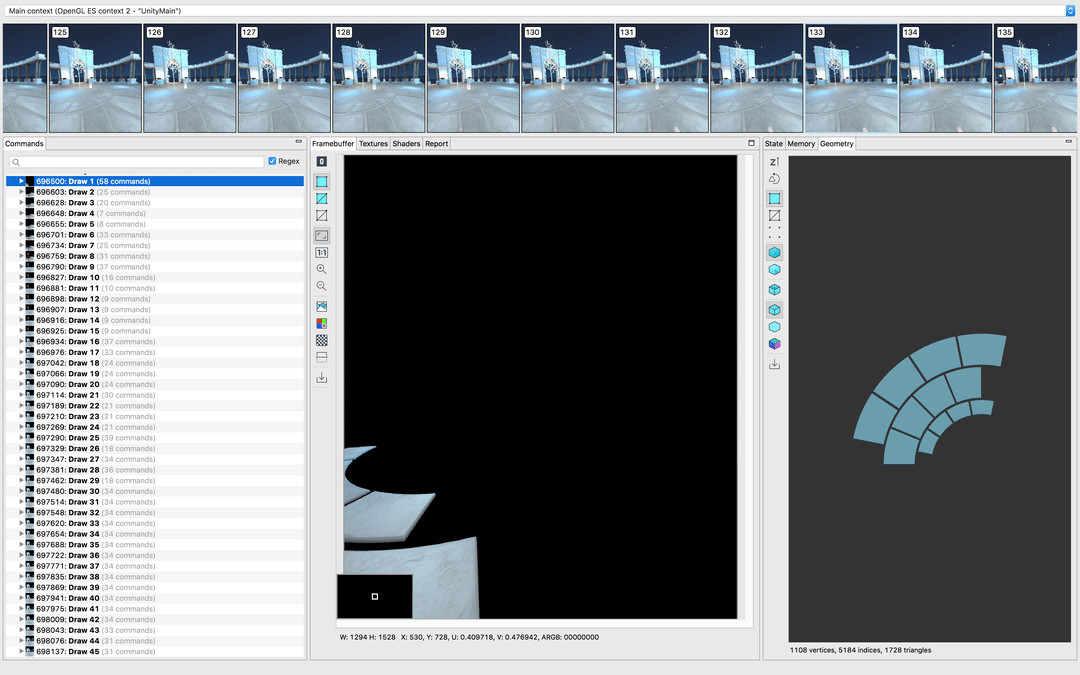 Main context (OpenGL ES context 2 - "UnityMain")
125 126 127 128 129 130 131 132 133 134 135
Commands
Regex
696500: Draw 1 (58 commands)
696603: Draw 2 (25 commands)
696628: Draw 3 (20 commands)
696648: Draw 4 (7 commands)
696655: Draw 5 (8 commands)
696701: Draw 6 (33 commands)
696734: Draw 7 (25 commands)
696759: Draw 8 (31 commands)
696790: Draw 9 (37 commands)
696827: Draw 10 (16 commands)
696881: Draw 11 (10 commands)
696898: Draw 12 (9 commands)
696907: Draw 13 (9 commands)
696916: Draw 14 (9 commands)
696925: Draw 15 (9 commands)
696934: Draw 16 (37 commands)
696976: Draw 17 (33 commands)
697042: Draw 18 (24 commands)
697066: Draw 19 (24 commands)
697090: Draw 20 (24 commands)
697114: Draw 21 (30 commands)
697189: Draw 22 (21 commands)
697210: Draw 23 (21 commands)
697269: Draw 24 (21 commands)
697290: Draw 25 (39 commands)
697329: Draw 26 (18 commands)
697347: Draw 27 (34 commands)
697381: Draw 28 (36 commands)
697462: Draw 29 (18 commands)
697480: Draw 30 (34 commands)
697514: Draw 31 (34 commands)
697548: Draw 32 (34 commands)
697620: Draw 33 (34 commands)
697654: Draw 34 (34 commands)
697688: Draw 35 (34 commands)
697722: Draw 36 (34 commands)
697771: Draw 37 (34 commands)
697835: Draw 38 (34 commands)
697869: Draw 39 (34 commands)
697941: Draw 40 (34 commands)
697975: Draw 41 (34 commands)
698009: Draw 42 (34 commands)
698043: Draw 43 (33 commands)
698076: Draw 44 (31 commands)
698137: Draw 45 (31 commands)
Framebuffer Textures Shaders Report
0
1:1
W: 1294 H: 1528 X: 530, Y: 728, U: 0.409718, V: 0.476942, ARGB: 00000000
State Memory Geometry
Z
1108 vertices, 5184 indices, 1728 triangles